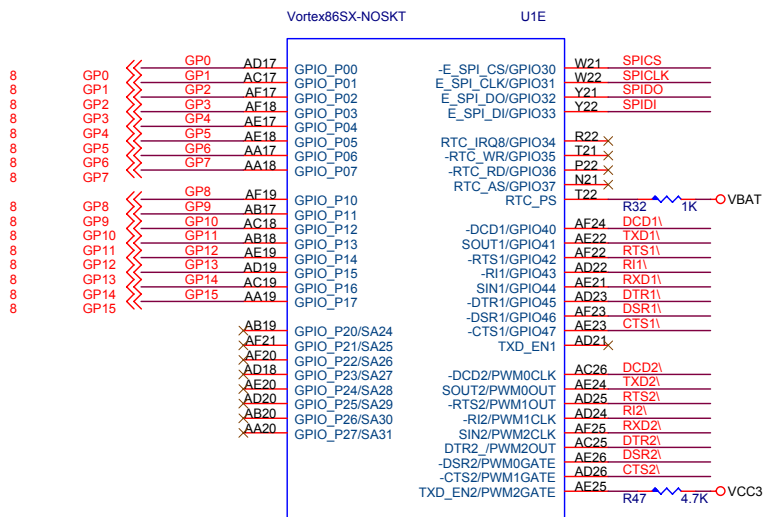 Vortex86SX-NOSKT U1E
8 GP0 GP0 AD17 GPIO_P00
8 GP1 GP1 AC17 GPIO_P01
8 GP2 GP2 AF17 GPIO_P02
8 GP3 GP3 AF18 GPIO_P03
8 GP4 GP4 AE17 GPIO_P04
8 GP5 GP5 AE18 GPIO_P05
8 GP6 GP6 AA17 GPIO_P06
8 GP7 GP7 AA18 GPIO_P07
8 GP8 GP8 AF19 GPIO_P10
8 GP9 GP9 AB17 GPIO_P11
8 GP10 GP10 AC18 GPIO_P12
8 GP11 GP11 AB18 GPIO_P13
8 GP12 GP12 AE19 GPIO_P14
8 GP13 GP13 AD19 GPIO_P15
8 GP14 GP14 AC19 GPIO_P16
8 GP15 GP15 AA19 GPIO_P17
AB19 GPIO_P20/SA24
AF21 GPIO_P21/SA25
AF20 GPIO_P22/SA26
AD18 GPIO_P23/SA27
AE20 GPIO_P24/SA28
AD20 GPIO_P25/SA29
AB20 GPIO_P26/SA30
AA20 GPIO_P27/SA31
-E_SPI_CS/GPIO30 W21 SPICS
E_SPI_CLK/GPIO31 W22 SPICLK
E_SPI_DO/GPIO32 Y21 SPIDO
E_SPI_DI/GPIO33 Y22 SPIDI
RTC_IRQ8/GPIO34 R22
-RTC_WR/GPIO35 T21
-RTC_RD/GPIO36 P22
RTC_AS/GPIO37 N21
RTC_PS T22 R32 1K VBAT
-DCD1/GPIO40 AF24 DCD1\
SOUT1/GPIO41 AE22 TXD1\
-RTS1/GPIO42 AF22 RTS1\
-RI1/GPIO43 AD22 RI1\
SIN1/GPIO44 AE21 RXD1\
-DTR1/GPIO45 AD23 DTR1\
-DSR1/GPIO46 AF23 DSR1\
-CTS1/GPIO47 AE23 CTS1\
TXD_EN1 AD21
-DCD2/PWM0CLK AC26 DCD2\
SOUT2/PWM0OUT AE24 TXD2\
-RTS2/PWM1OUT AD25 RTS2\
-RI2/PWM1CLK AD24 RI2\
SIN2/PWM2CLK AF25 RXD2\
DTR2_/PWM2OUT AC25 DTR2\
-DSR2/PWM0GATE AE26 DSR2\
-CTS2/PWM1GATE AD26 CTS2\
TXD_EN2/PWM2GATE AE25 R47 4.7K VCC3